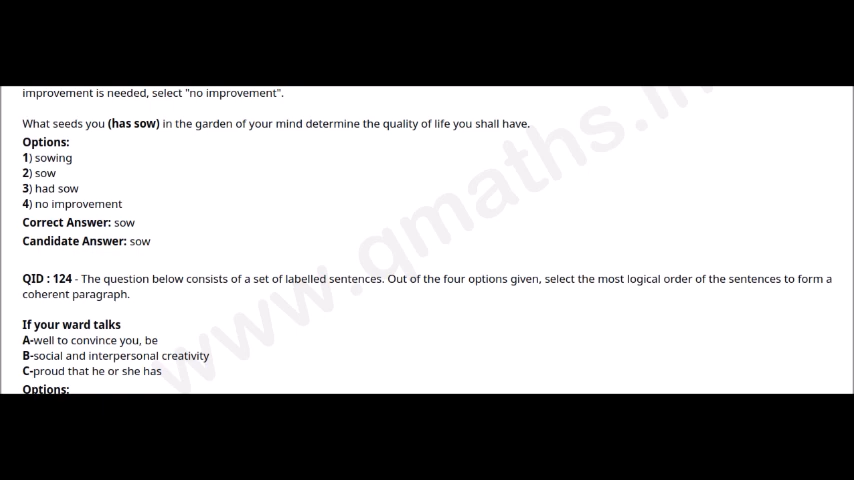 improvement is needed, select "no improvement".
What seeds you (has sow) in the garden of your mind determine the quality of life you shall have.
Options:
1) sowing
2) sow
3) had sow
4) no improvement
Correct Answer: sow
Candidate Answer: sow
QID : 124 - The question below consists of a set of labelled sentences. Out of the four options given, select the most logical order of the sentences to form a
coherent paragraph.
If your ward talks
A-well to convince you, be
B-social and interpersonal creativity
C-proud that he or she has
Options:
www.qmaths.in